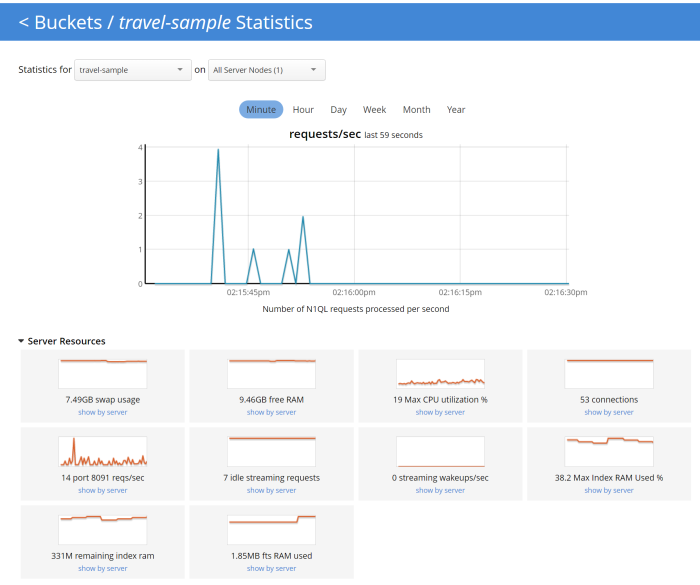 < Buckets / travel-sample Statistics
Statistics for travel-sample on All Server Nodes (1)
Minute Hour Day Week Month Year
requests/sec last 59 seconds
4
3
2
1
0
02:15:45pm 02:16:00pm 02:16:15pm 02:16:30pm
Number of N1QL requests processed per second
Server Resources
7.49GB swap usage 9.46GB free RAM 19 Max CPU utilization % 53 connections
show by server show by server show by server show by server
14 port 8091 reqs/sec 7 idle streaming requests 0 streaming wakeups/sec 38.2 Max Index RAM Used %
show by server show by server show by server show by server
331M remaining index ram 1.85MB fts RAM used
show by server show by server